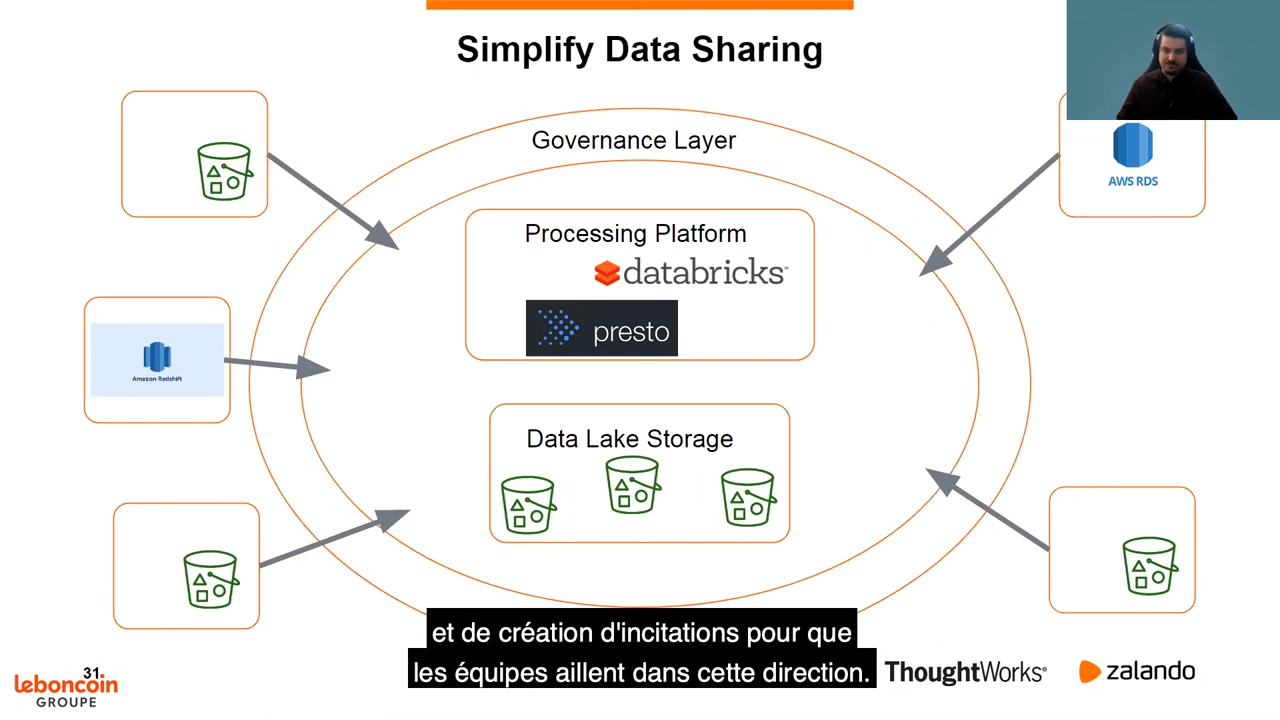 Simplify Data Sharing
Governance Layer
AWS RDS
Processing Platform
databricks
presto
Amazon Redshift
Data Lake Storage
et de création d'incitations pour que
les équipes aillent dans cette direction.
31
leboncoin
GROUPE
ThoughtWorks®
zalando